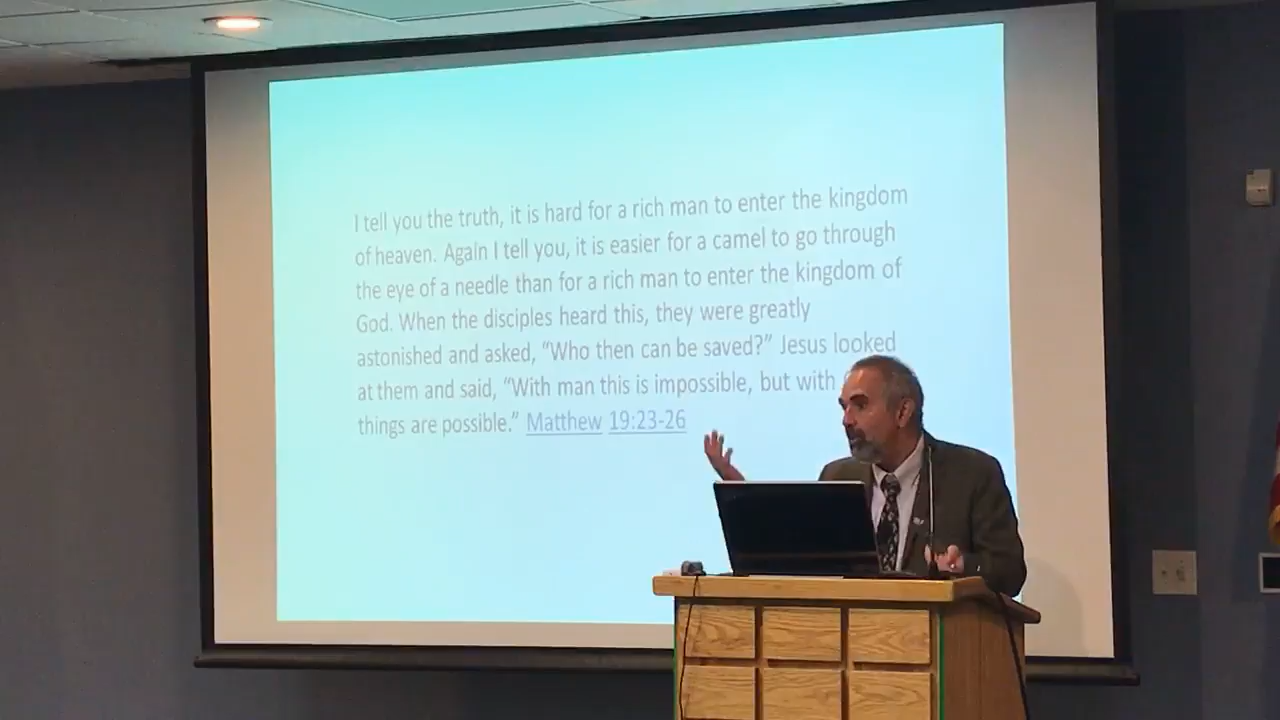 I tell you the truth, it is hard for a rich man to enter the kingdom
of heaven. Again I tell you, it is easier for a camel to go through
the eye of a needle than for a rich man to enter the kingdom of
God. When the disciples heard this, they were greatly
astonished and asked, “Who then can be saved?” Jesus looked
at them and said, “With man this is impossible, but with
things are possible.” Matthew 19:23-26